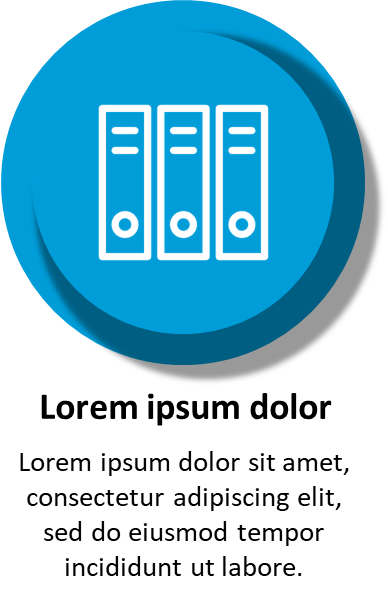 Lorem ipsum dolor
Lorem ipsum dolor sit amet,
consectetur adipiscing elit,
sed do eiusmod tempor
incididunt ut labore.